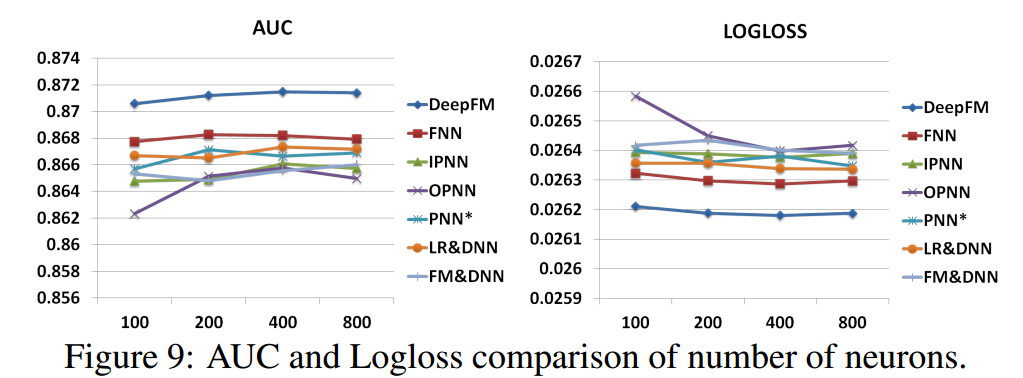 AUC
0.874
0.872
0.87
0.868
0.866
0.864
0.862
0.86
0.858
0.856
100 200 400 800
DeepFM
FNN
IPNN
OPNN
PNN*
LR&DNN
FM&DNN
LOGLOSS
0.0267
0.0266
0.0265
0.0264
0.0263
0.0262
0.0261
0.026
0.0259
100 200 400 800
DeepFM
FNN
IPNN
OPNN
PNN*
LR&DNN
FM&DNN
Figure 9: AUC and Logloss comparison of number of neurons.